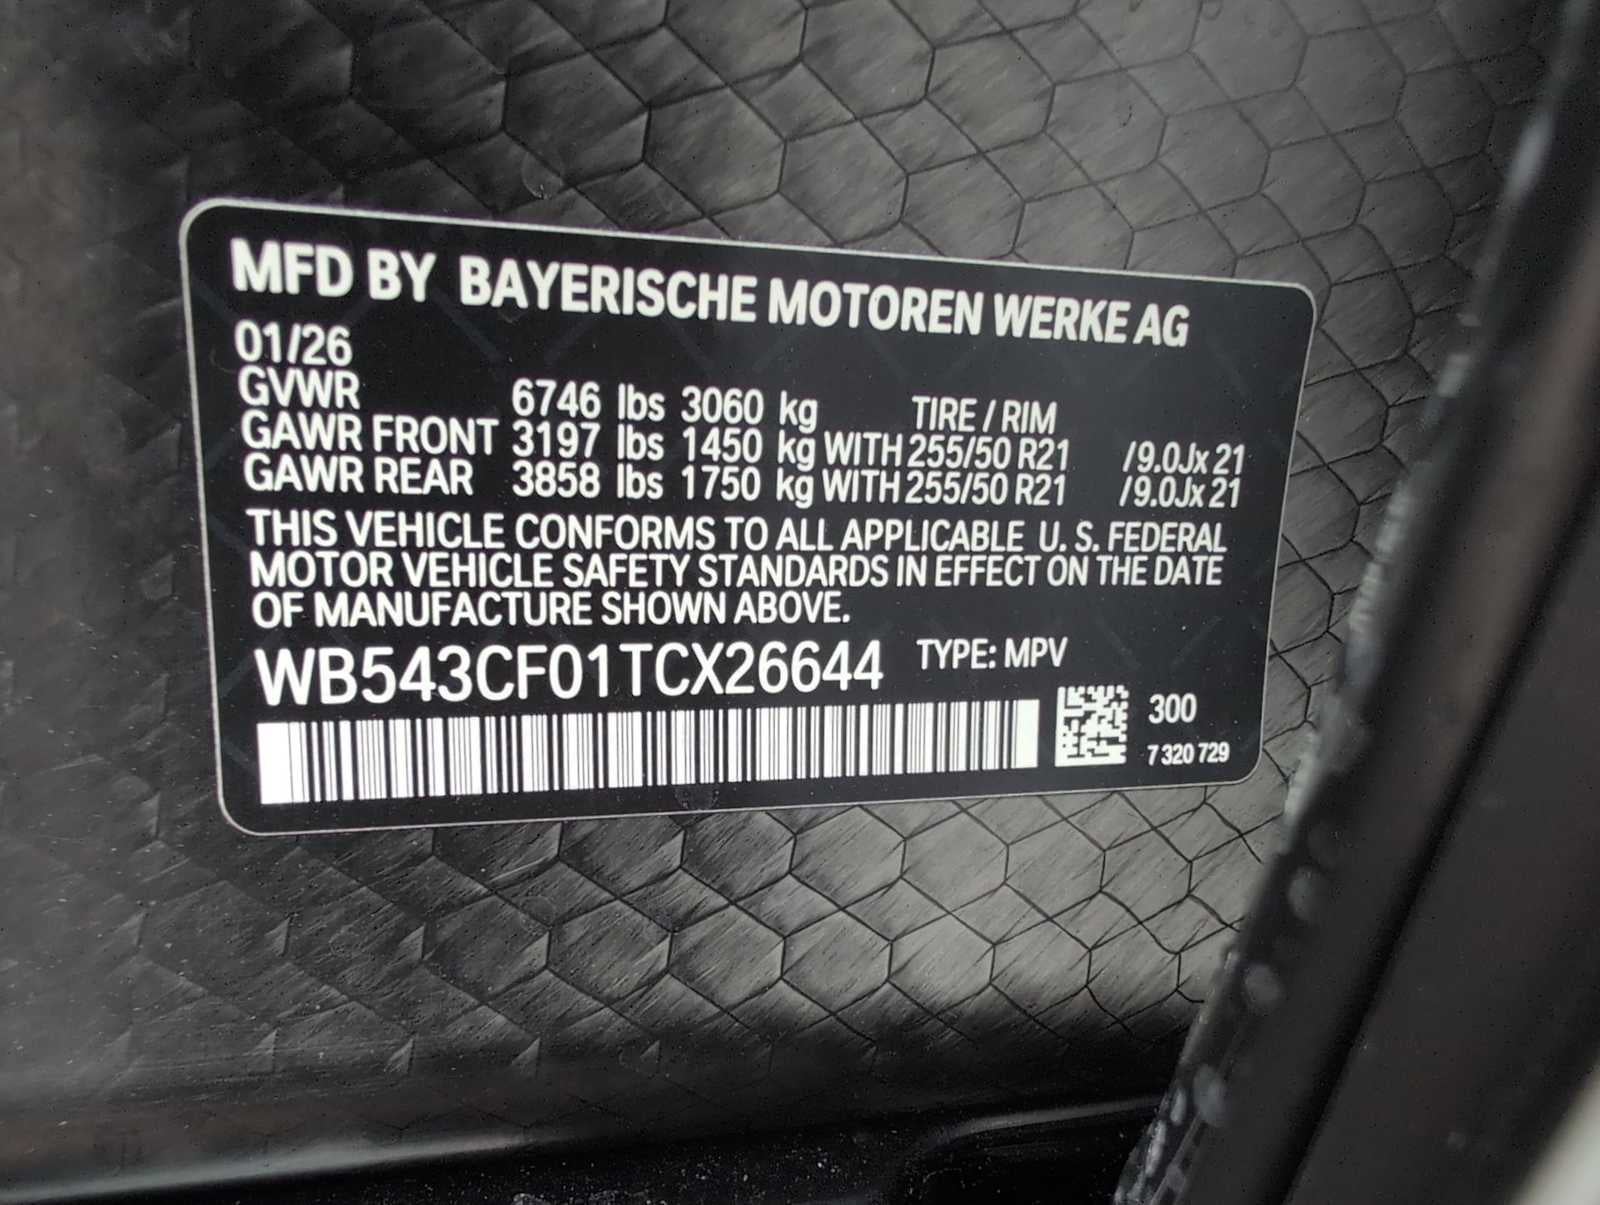 MFD BY BAYERISCHE MOTOREN WERKE AG
01/26
GVWR 6746 lbs 3060 kg TIRE / RIM
GAWR FRONT 3197 lbs 1450 kg WITH 255/50 R21 /9.0Jx21
GAWR REAR 3858 lbs 1750 kg WITH 255/50 R21 /9.0Jx21
THIS VEHICLE CONFORMS TO ALL APPLICABLE U. S. FEDERAL
MOTOR VEHICLE SAFETY STANDARDS IN EFFECT ON THE DATE
OF MANUFACTURE SHOWN ABOVE.
WB543CF01TCX26644 TYPE: MPV
300
7 320 729